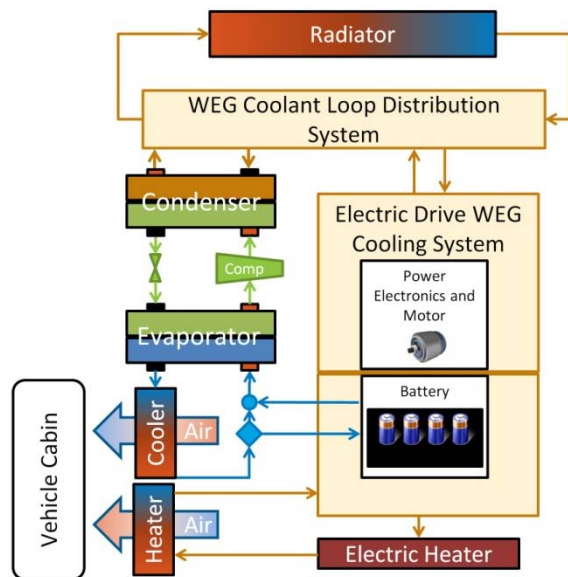 Radiator
WEG Coolant Loop Distribution
System
Condenser
Electric Drive WEG
Cooling System
Comp
Power
Electronics and
Motor
Evaporator
Battery
Vehicle Cabin
Cooler
Air
Heater
Air
Electric Heater